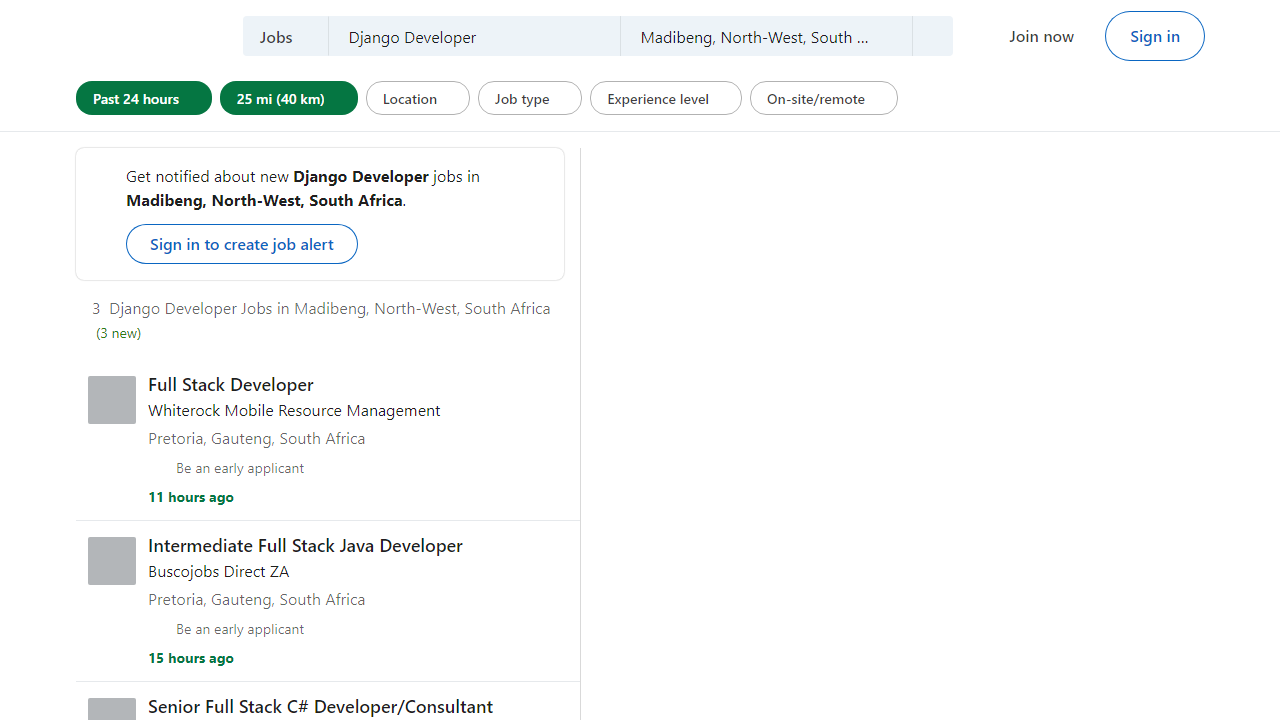 Jobs Django Developer Madibeng, North-West, South ... Join now Sign in
Past 24 hours 25 mi (40 km) Location Job type Experience level On-site/remote
Get notified about new Django Developer jobs in
Madibeng, North-West, South Africa.
Sign in to create job alert
3 Django Developer Jobs in Madibeng, North-West, South Africa
(3 new)
Full Stack Developer
Whiterock Mobile Resource Management
Pretoria, Gauteng, South Africa
Be an early applicant
11 hours ago
Intermediate Full Stack Java Developer
Buscojobs Direct ZA
Pretoria, Gauteng, South Africa
Be an early applicant
15 hours ago
Senior Full Stack C# Developer/Consultant